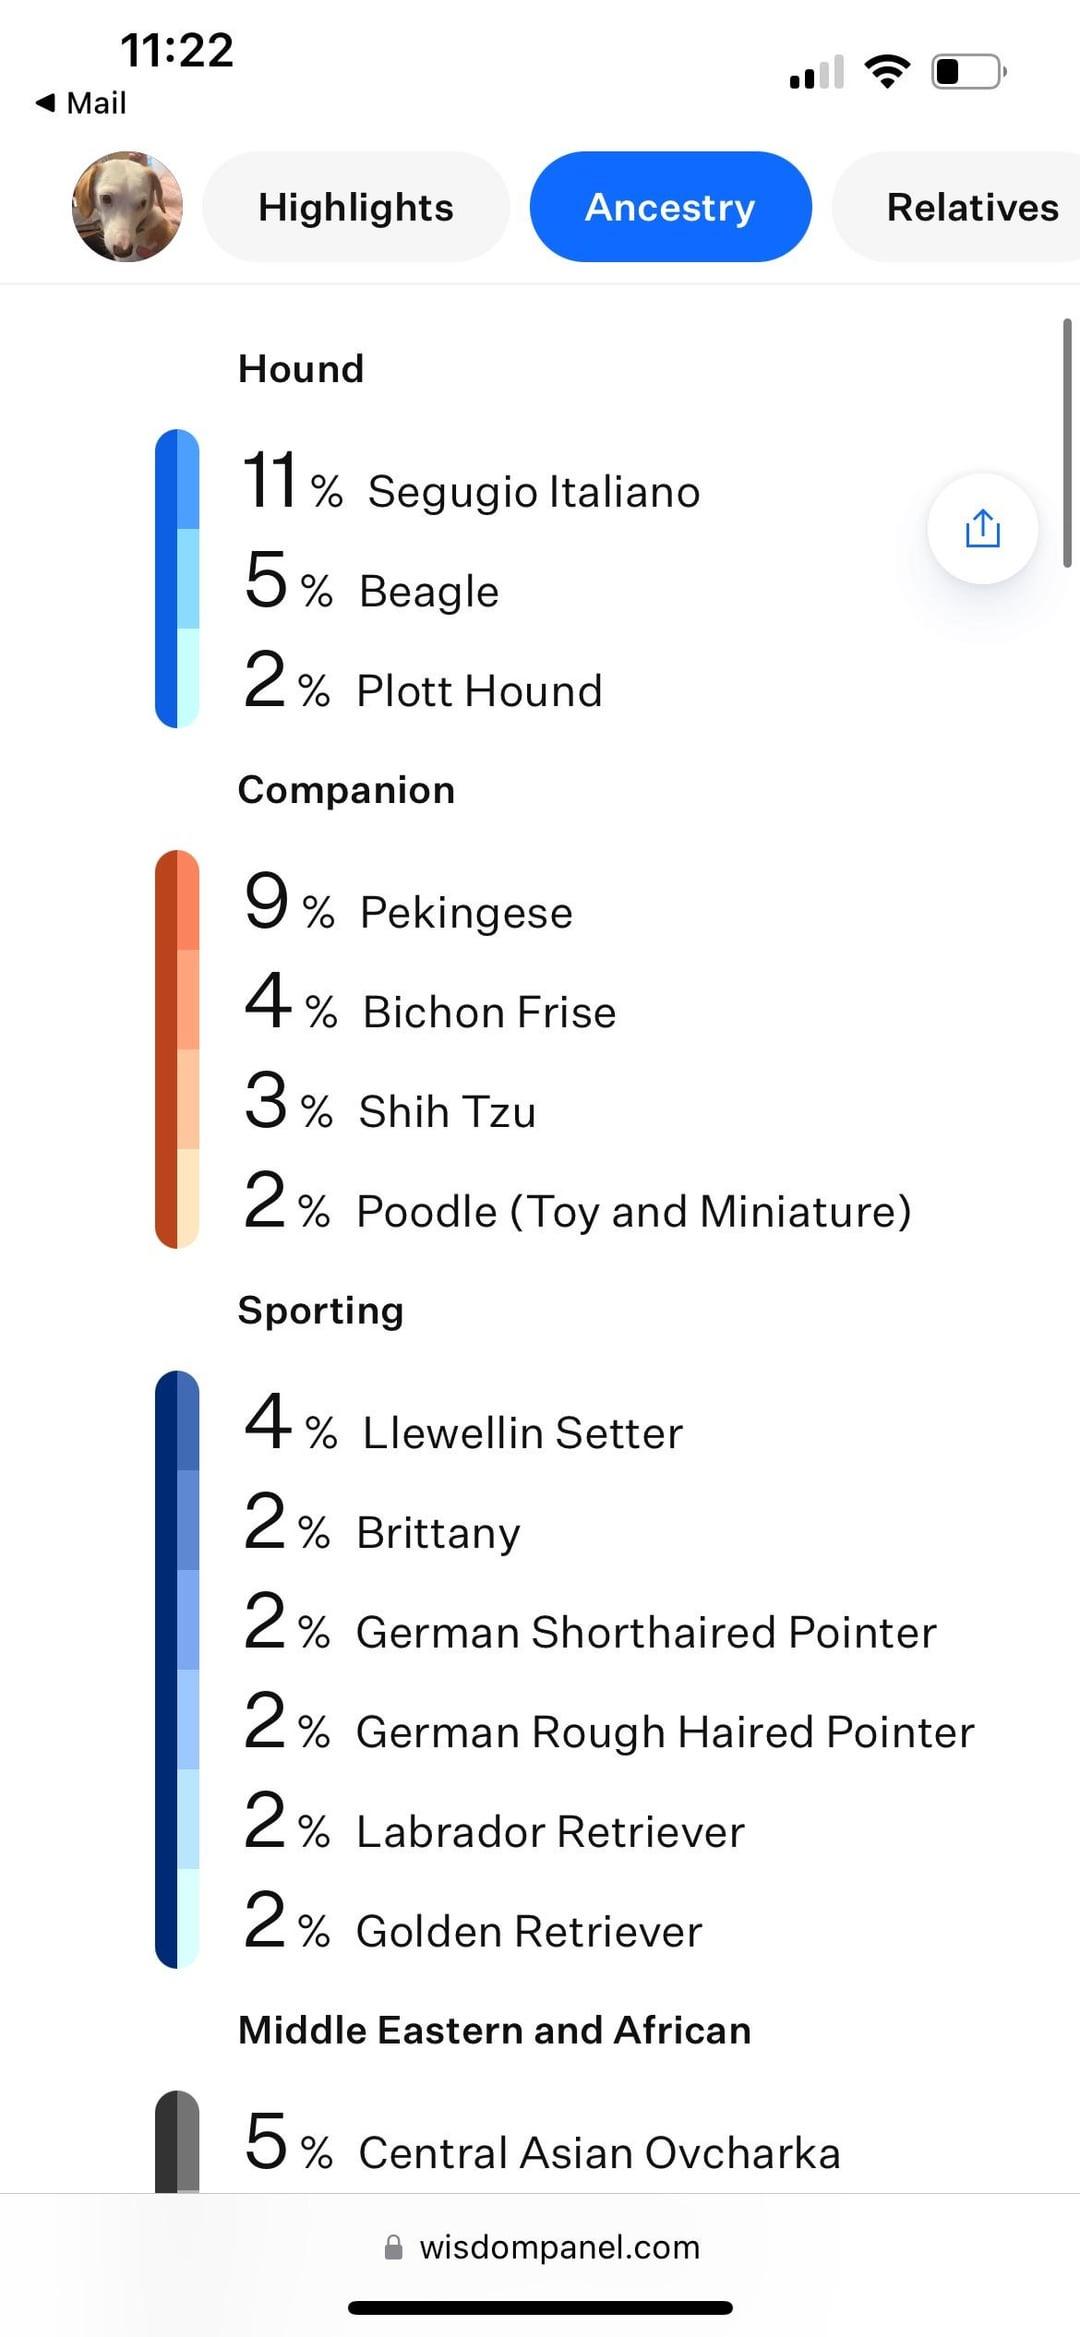 11:22
◀ Mail
Highlights Ancestry Relatives
Hound
11 % Segugio Italiano
5 % Beagle
2 % Plott Hound
Companion
9 % Pekingese
4 % Bichon Frise
3 % Shih Tzu
2 % Poodle (Toy and Miniature)
Sporting
4 % Llewellin Setter
2 % Brittany
2 % German Shorthaired Pointer
2 % German Rough Haired Pointer
2 % Labrador Retriever
2 % Golden Retriever
Middle Eastern and African
5 % Central Asian Ovcharka
wisdompanel.com